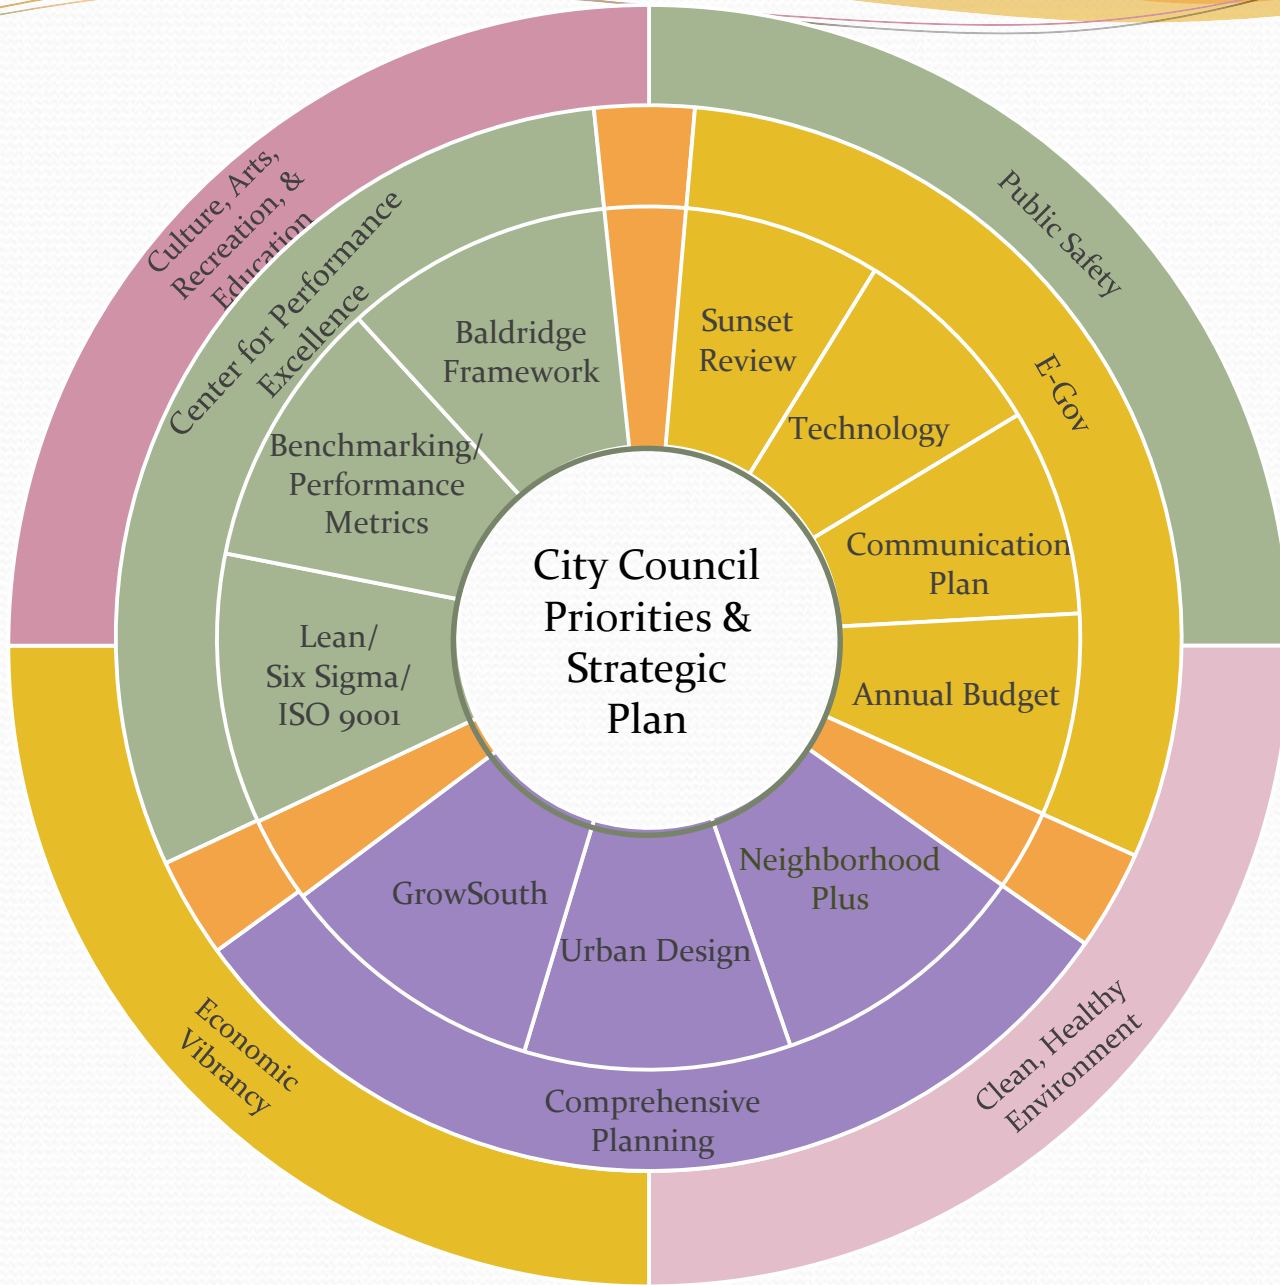 Culture, Arts,
Recreation, &
Education
Public Safety
Center for Performance
Excellence
E-Gov
Baldridge
Framework
Sunset
Review
Technology
Benchmarking/
Performance
Metrics
Communication
Plan
City Council
Priorities &
Strategic
Plan
Lean/
Six Sigma/
ISO 9001
Annual Budget
Neighborhood
Plus
GrowSouth
Urban Design
Economic
Vibrancy
Clean, Healthy
Environment
Comprehensive
Planning